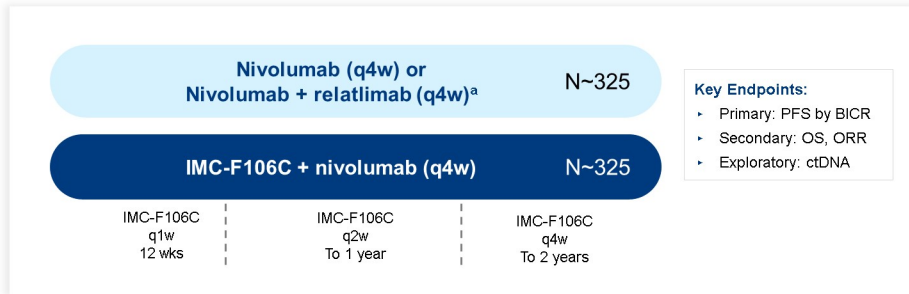 Nivolumab (q4w) or
Nivolumab + relatlimab (q4w)a
N~325
IMC-F106C + nivolumab (q4w)
N~325
IMC-F106C
q1w
12 wks
IMC-F106C
q2w
To 1 year
IMC-F106C
q4w
To 2 years
Key Endpoints:
‣ Primary: PFS by BICR
‣ Secondary: OS, ORR
‣ Exploratory: ctDNA